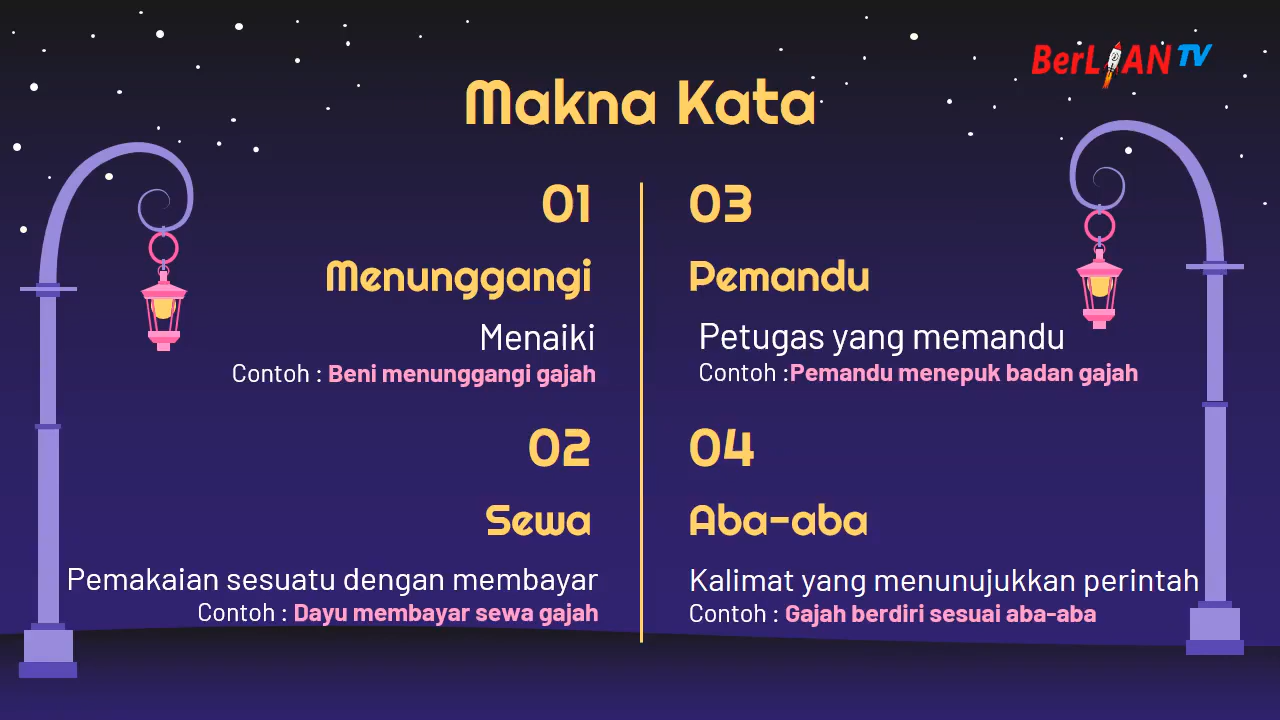 BerLIAN TV
Makna Kata
01
Menunggangi
Menaiki
Contoh : Beni menunggangi gajah
02
Sewa
Pemakaian sesuatu dengan membayar
Contoh : Dayu membayar sewa gajah
03
Pemandu
Petugas yang memandu
Contoh :Pemandu menepuk badan gajah
04
Aba-aba
Kalimat yang menunujukkan perintah
Contoh : Gajah berdiri sesuai aba-aba